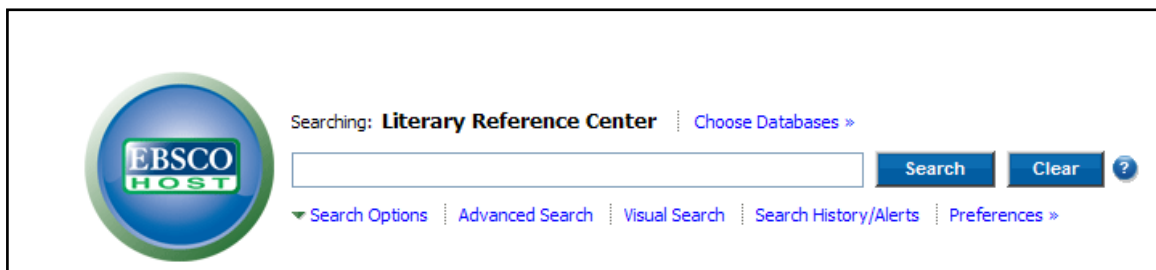 Searching: Literary Reference Center Choose Databases »
EBSCO
HOST
Search Clear ?
Search Options Advanced Search Visual Search Search History/Alerts Preferences »